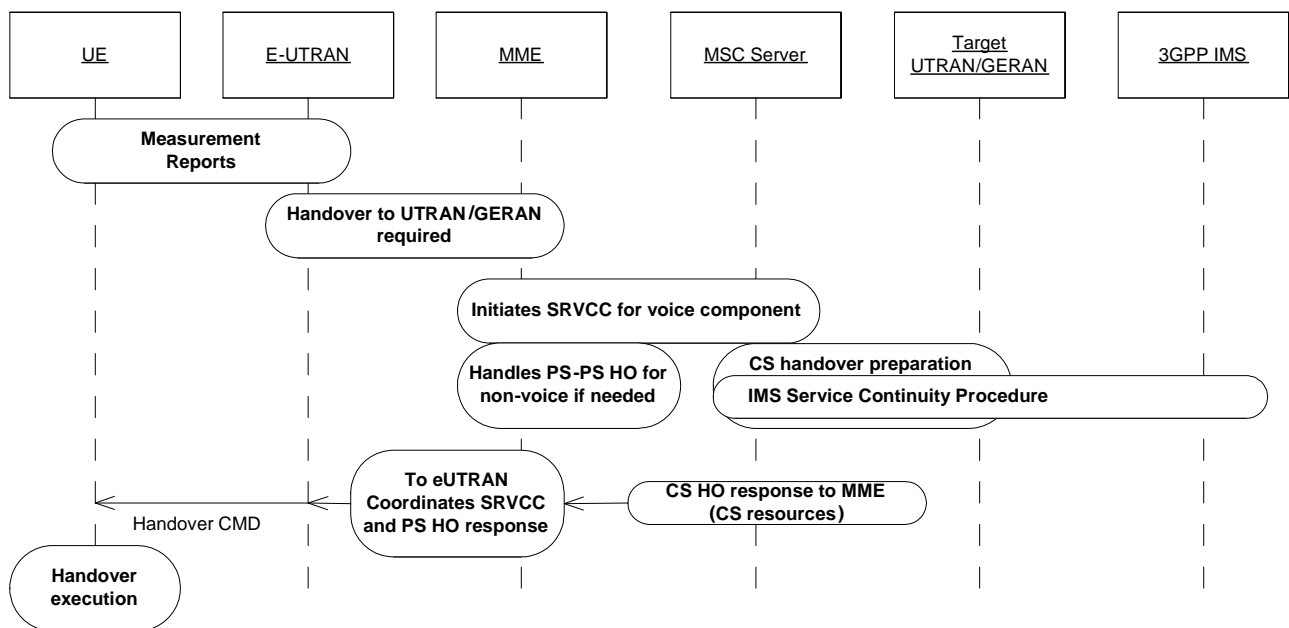 UE
E-UTRAN
MME
MSC Server
Target
UTRAN/GERAN
3GPP IMS
Measurement
Reports
Handover to UTRAN/GERAN
required
Initiates SRVCC for voice component
Handles PS-PS HO for
non-voice if needed
CS handover preparation
IMS Service Continuity Procedure
To eUTRAN
Coordinates SRVCC
and PS HO response
CS HO response to MME
(CS resources)
Handover CMD
Handover
execution